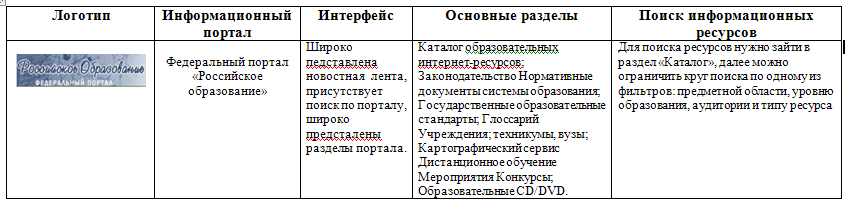 Логотип
Информационный
портал
Интерфейс
Основные разделы
Поиск информационных
ресурсов
Российское Образование
ФЕДЕРАЛЬНЫЙ ПОРТАЛ
Федеральный портал
«Российское
образование»
Широко
педставлена
новостная лента,
присутствует
поиск по порталу,
широко
предсталены
разделы портала.
Каталог образовательных
интернет-ресурсов;
Законодательство Нормативные
документы системы образования;
Государственные образовательные
стандарты; Глоссарий
Учреждения; техникумы, вузы;
Картографический сервис
Дистанционное обучение
Мероприятия Конкурсы;
Образовательные CD/DVD.
Для поиска ресурсов нужно зайти в
раздел «Каталог», далее можно
ограничить круг поиска по одному из
фильтров: предметной области, уровню
образования, аудитории и типу ресурса